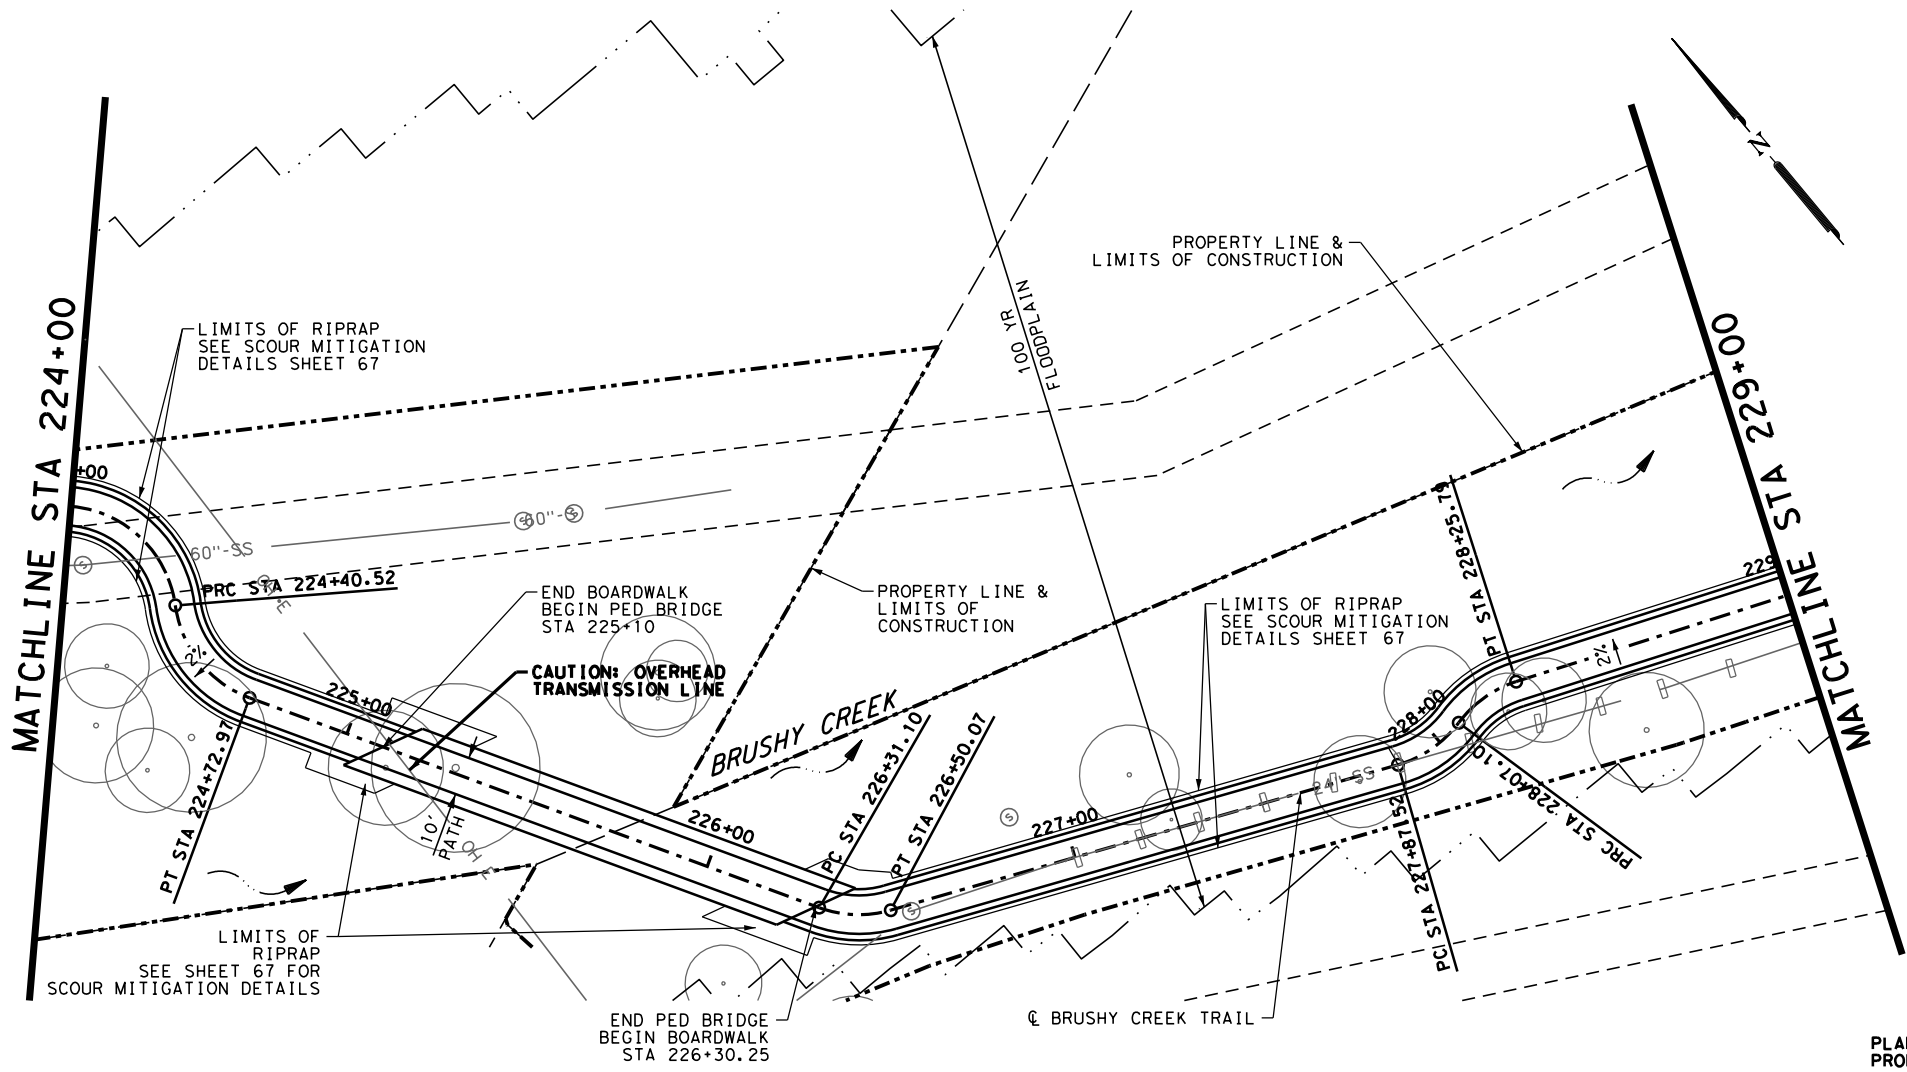 N
PROPERTY LINE &
LIMITS OF CONSTRUCTION
100 YR
FLOODPLAIN
MATCHLINE STA 224+00
LIMITS OF RIPRAP
SEE SCOUR MITIGATION
DETAILS SHEET 67
MATCHLINE STA 229+00
+00
60"-SS
60"-S
S
S
S
PRC STA 224+40.52
END BOARDWALK
BEGIN PED BRIDGE
STA 225+10
PROPERTY LINE &
LIMITS OF
CONSTRUCTION
LIMITS OF RIPRAP
SEE SCOUR MITIGATION
DETAILS SHEET 67
PT STA 228+25.79
229
2%
2%
CAUTION: OVERHEAD
TRANSMISSION LINE
225+00
BRUSHY CREEK
PT STA 224+72.97
10'
PATH
OH E
226+00
PC STA 226+31.10
PT STA 226+50.07
S
S
227+00
24"-SS
228+00
PRC STA 228+07.10
PC STA 227+87.52
LIMITS OF
RIPRAP
SEE SHEET 67 FOR
SCOUR MITIGATION DETAILS
END PED BRIDGE
BEGIN BOARDWALK
STA 226+30.25
℄ BRUSHY CREEK TRAIL